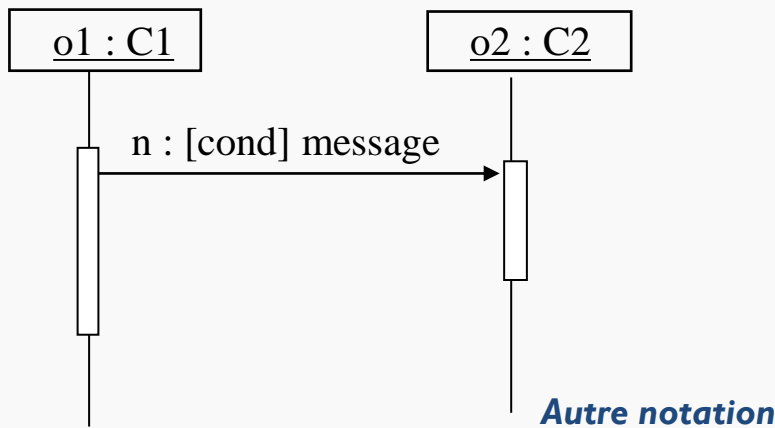 o1 : C1
o2 : C2
n : [cond] message
Autre notation